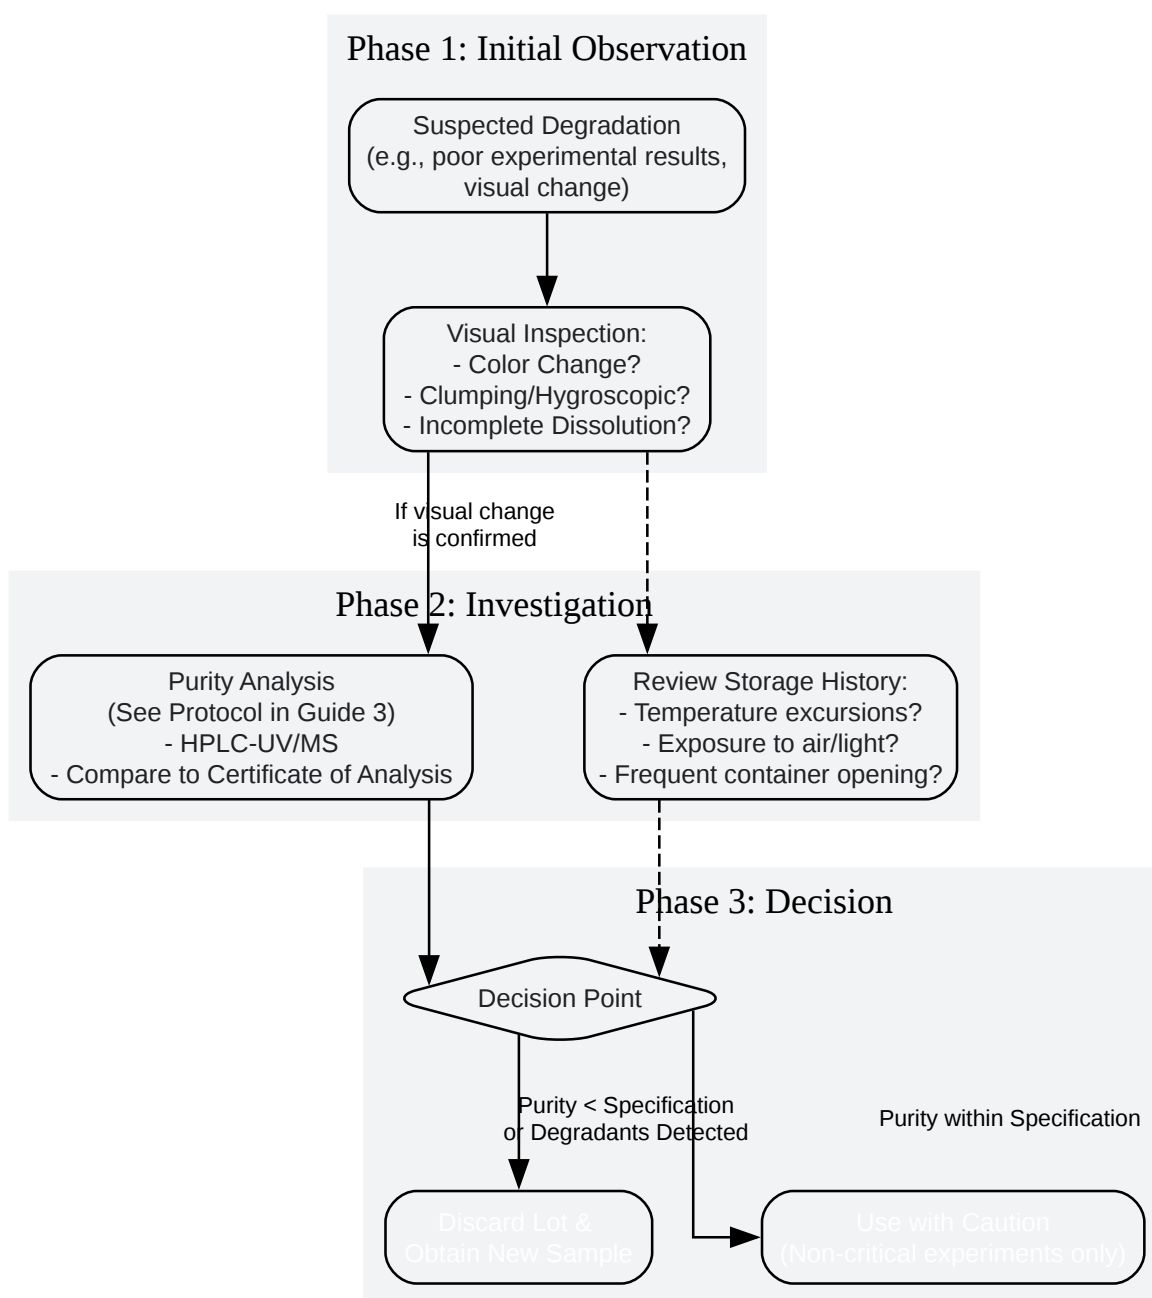 Phase 1: Initial Observation
Suspected Degradation
(e.g., poor experimental results,
visual change)
Visual Inspection:
- Color Change?
- Clumping/Hygroscopic?
- Incomplete Dissolution?
If visual change
is confirmed
Phase 2: Investigation
Purity Analysis
(See Protocol in Guide 3)
- HPLC-UV/MS
- Compare to Certificate of Analysis
Review Storage History:
- Temperature excursions?
- Exposure to air/light?
- Frequent container opening?
Phase 3: Decision
Decision Point
Purity < Specification
or Degradants Detected
Purity within Specification
Discard Lot &
Obtain New Sample
Use with Caution
(Non-critical experiments only)